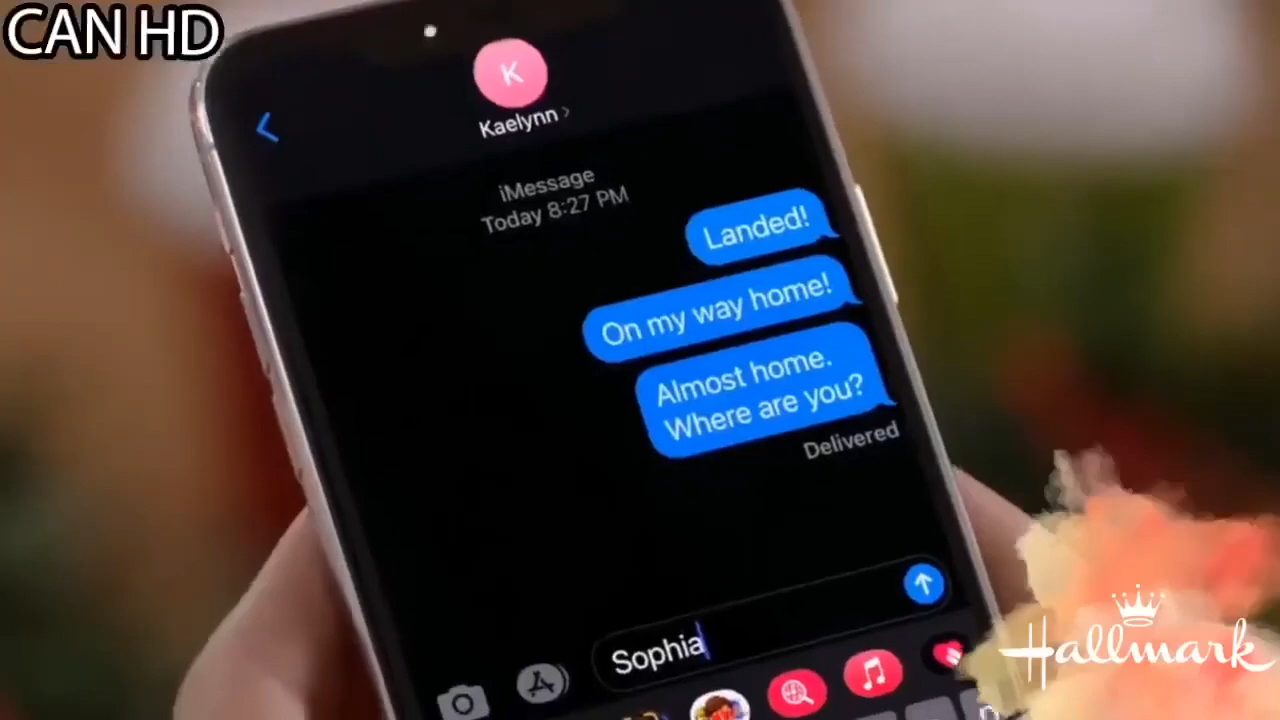 CAN HD
K
Kaelynn
iMessage
Today 8:27 PM
Landed!
On my way home!
Almost home.
Where are you?
Delivered
Sophia
Hallmark